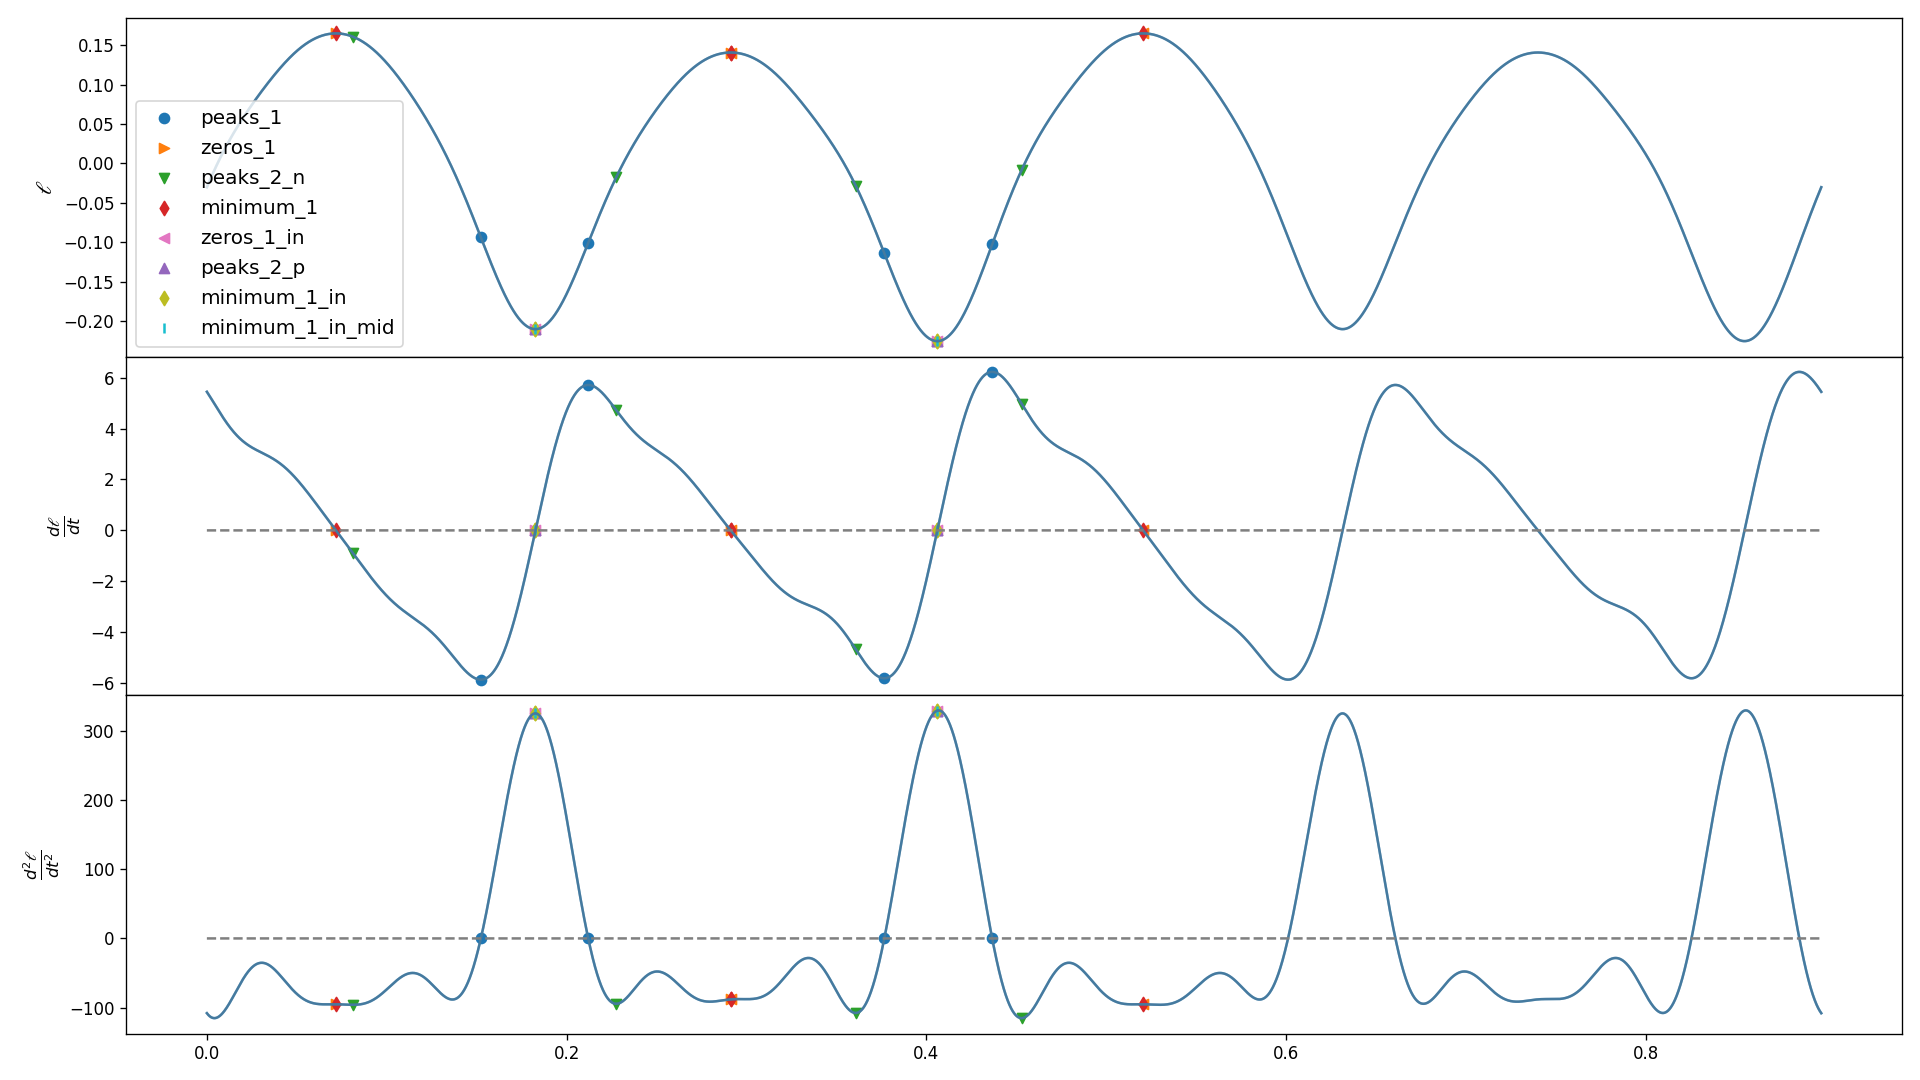 0.15
0.10
0.05
0.00
−0.05
−0.10
−0.15
−0.20
ℓ
peaks_1
zeros_1
peaks_2_n
minimum_1
zeros_1_in
peaks_2_p
minimum_1_in
minimum_1_in_mid
6
4
2
0
−2
−4
−6
dℓ
dt
300
200
100
0
−100
d²ℓ
dt²
0.0 0.2 0.4 0.6 0.8